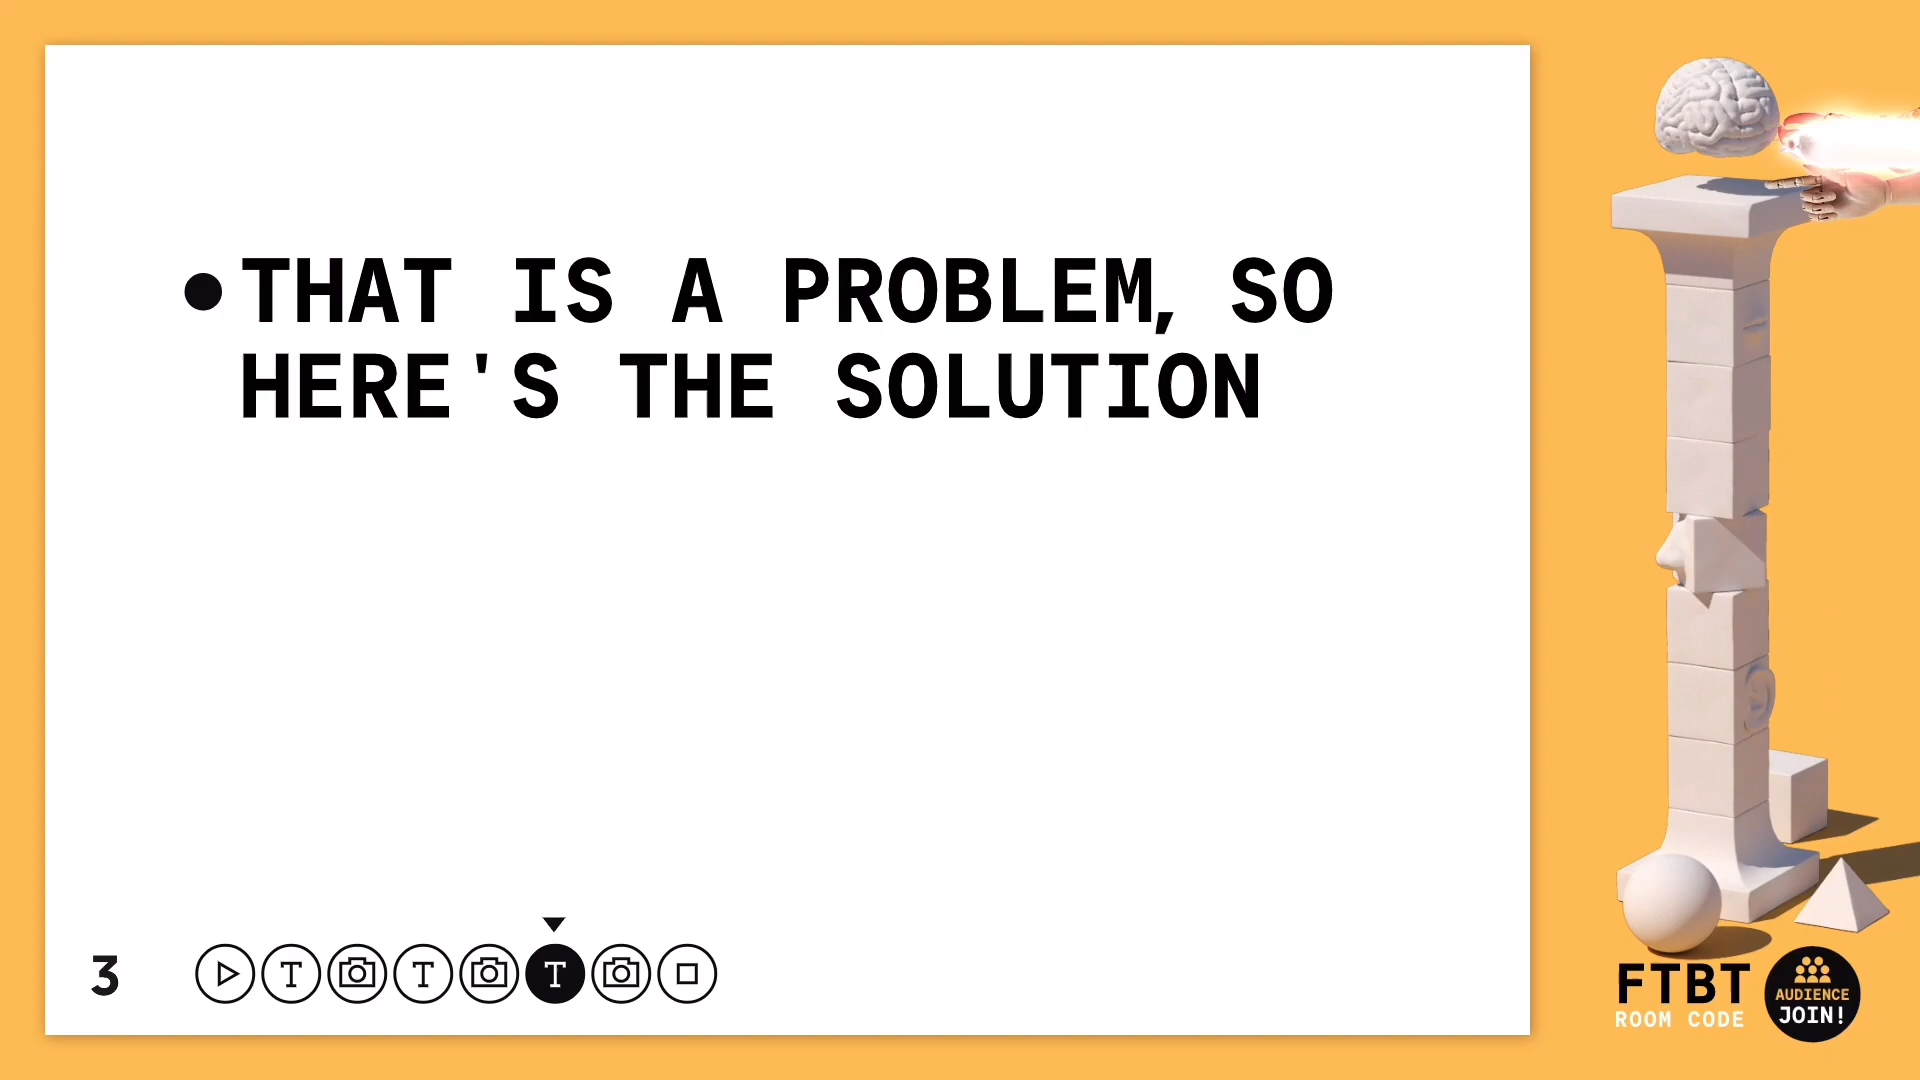 ● THAT IS A PROBLEM, SO
HERE'S THE SOLUTION
3
T
T
T
FTBT
ROOM CODE
AUDIENCE
JOIN!